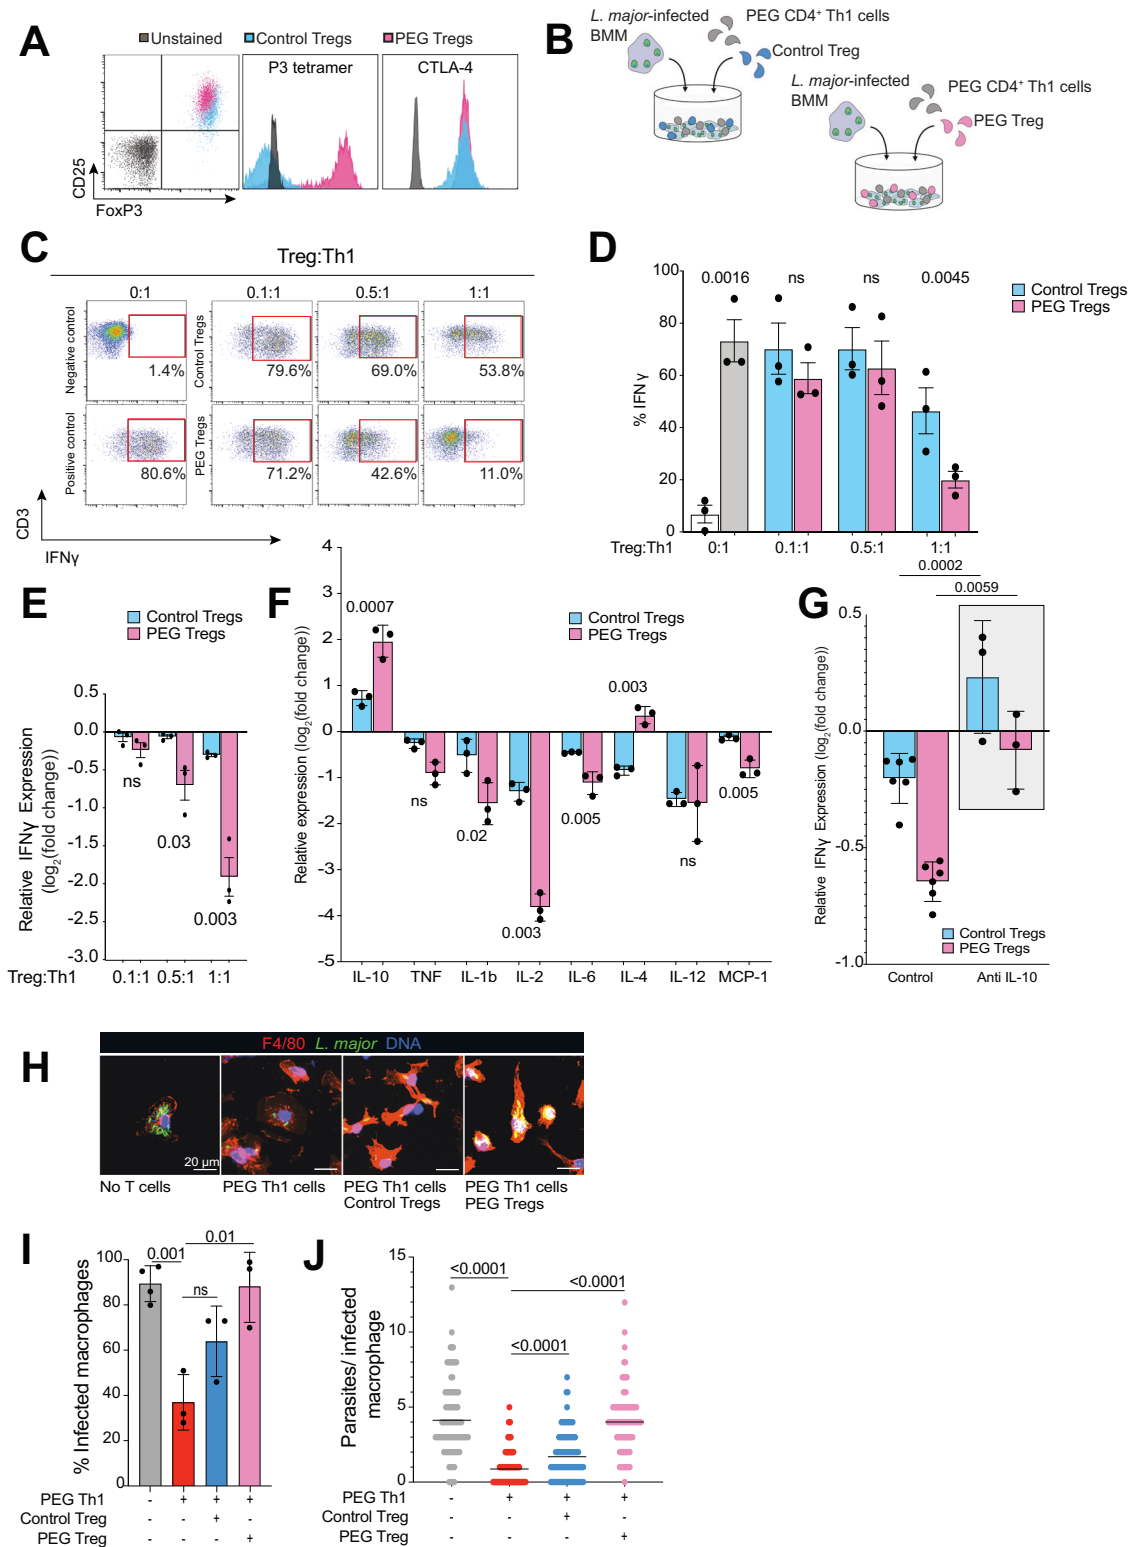 A
Unstained
Control Tregs
PEG Tregs
P3 tetramer
CTLA-4
CD25
FoxP3
B
L. major-infected
BMM
PEG CD4+ Th1 cells
Control Treg
L. major-infected
BMM
PEG CD4+ Th1 cells
PEG Treg
C
Treg:Th1
0:1
0.1:1
0.5:1
1:1
Negative control
1.4%
Control Tregs
79.6%
69.0%
53.8%
Positive control
80.6%
PEG Tregs
71.2%
42.6%
11.0%
CD3
IFNγ
D
Control Tregs
PEG Tregs
% IFNγ
100
80
60
40
20
0
0.0016
ns
ns
0.0045
Treg:Th1
0:1
0.1:1
0.5:1
1:1
E
Control Tregs
PEG Tregs
Relative IFNγ Expression
(log2(fold change))
0.5
0.0
-0.5
-1.0
-1.5
-2.0
-2.5
-3.0
ns
0.03
0.003
Treg:Th1
0.1:1
0.5:1
1:1
F
Control Tregs
PEG Tregs
Relative expression (log2(fold change))
4
3
2
1
0
-1
-2
-3
-4
-5
0.0007
ns
0.02
0.003
0.005
0.003
ns
0.005
IL-10
TNF
IL-1b
IL-2
IL-6
IL-4
IL-12
MCP-1
G
0.0002
0.0059
Relative IFNγ Expression (log2(fold change))
0.5
0.0
-0.5
-1.0
Control Tregs
PEG Tregs
Control
Anti IL-10
H
F4/80 L. major DNA
20 µm
No T cells
PEG Th1 cells
PEG Th1 cells
Control Tregs
PEG Th1 cells
PEG Tregs
I
% Infected macrophages
100
80
60
40
20
0
0.001
0.01
ns
PEG Th1 - + + +
Control Treg - - + -
PEG Treg - - - +
J
Parasites/ infected
macrophage
15
10
5
0
<0.0001
<0.0001
<0.0001
PEG Th1 - + + +
Control Treg - - + -
PEG Treg - - - +